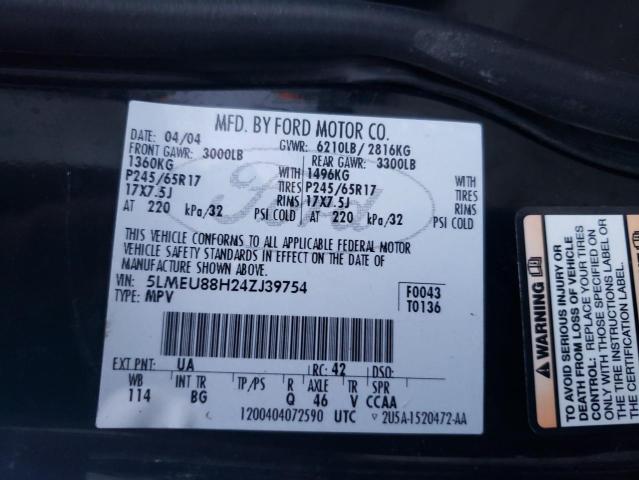 MFD. BY FORD MOTOR CO.
DATE: 04/04 GVWR: 6210LB/ 2816KG
FRONT GAWR: 3000LB REAR GAWR: 3300LB
1360KG WITH 1496KG WITH
P245/65R17 TIRES P245/65R17 TIRES
17X7.5J RIMS 17X7.5J RIMS
AT 220 kPa/32 PSI COLD AT 220 kPa/32 PSI COLD
THIS VEHICLE CONFORMS TO ALL APPLICABLE FEDERAL MOTOR
VEHICLE SAFETY STANDARDS IN EFFECT ON THE DATE OF
MANUFACTURE SHOWN ABOVE.
VIN: 5LMEU88H24ZJ39754 F0043
TYPE: MPV T0136
EXT PNT: UA RC: 42 DSO:
WB INT TR TP/PS R AXLE TR SPR
114 BG Q 46 V CCAA
1200404072590 UTC 2U5A-1520472-AA
Ford
WARNING
TO AVOID SERIOUS INJURY OR
DEATH FROM LOSS OF VEHICLE
CONTROL: REPLACE YOUR TIRES
ONLY WITH THOSE SPECIFIED ON
THE TIRE INSTRUCTIONS LABEL OR